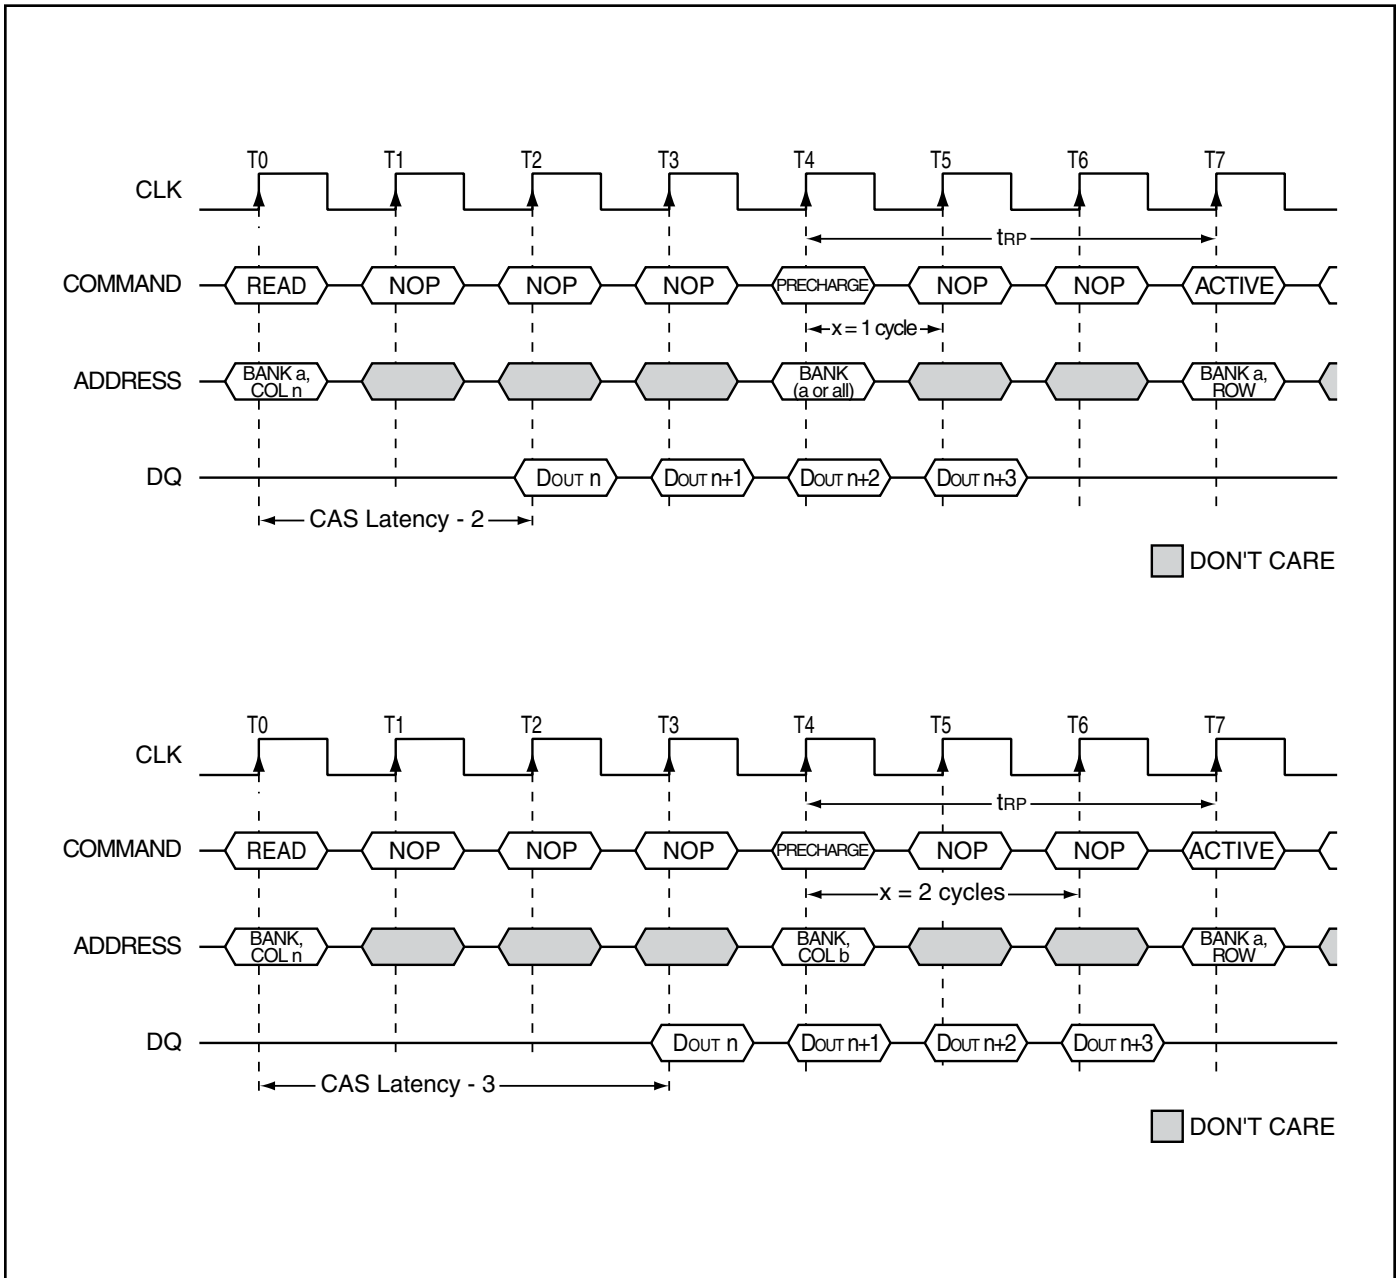 T0 T1 T2 T3 T4 T5 T6 T7
CLK
tRP
COMMAND READ NOP NOP NOP PRECHARGE NOP NOP ACTIVE
x = 1 cycle
ADDRESS BANK a, COL n BANK (a or all) BANK a, ROW
DQ DOUT n DOUT n+1 DOUT n+2 DOUT n+3
CAS Latency - 2
DON'T CARE
T0 T1 T2 T3 T4 T5 T6 T7
CLK
tRP
COMMAND READ NOP NOP NOP PRECHARGE NOP NOP ACTIVE
x = 2 cycles
ADDRESS BANK, COL n BANK, COL b BANK a, ROW
DQ DOUT n DOUT n+1 DOUT n+2 DOUT n+3
CAS Latency - 3
DON'T CARE